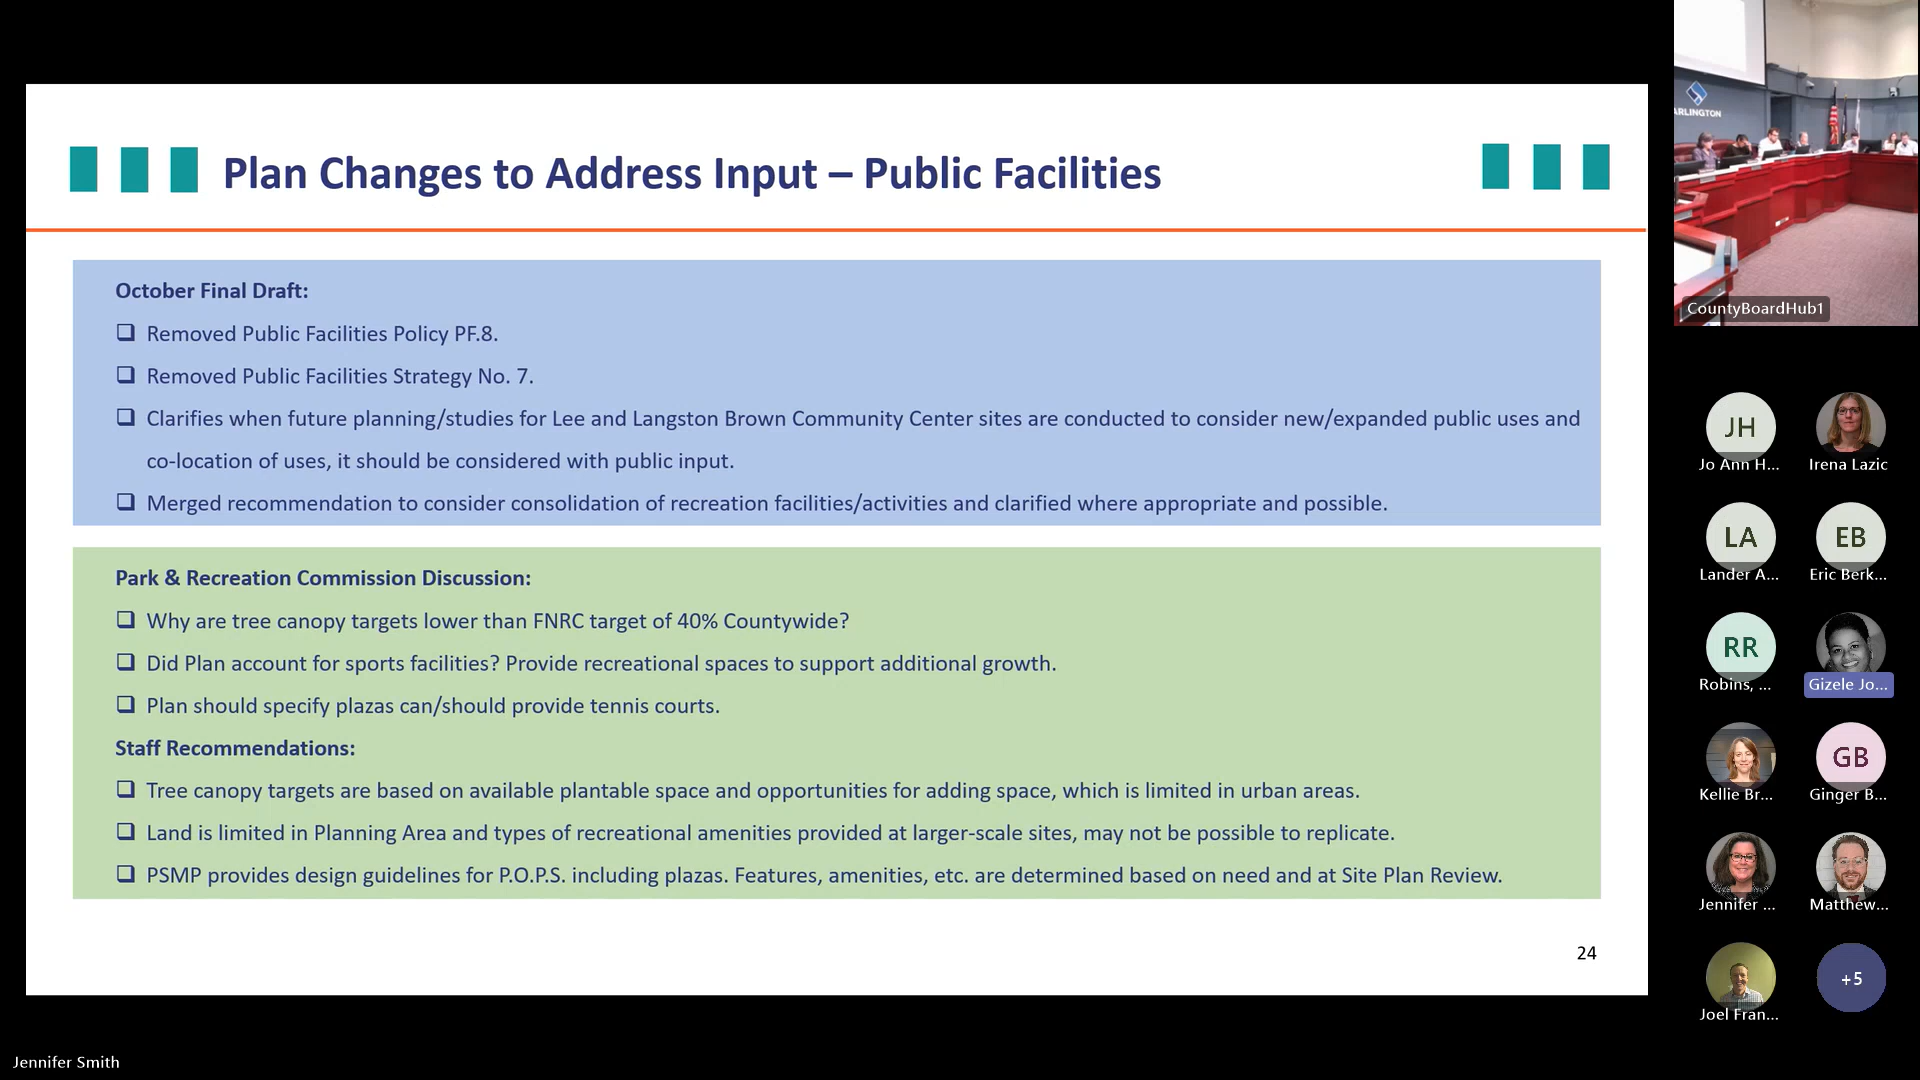 Plan Changes to Address Input – Public Facilities
October Final Draft:
❑ Removed Public Facilities Policy PF.8.
❑ Removed Public Facilities Strategy No. 7.
❑ Clarifies when future planning/studies for Lee and Langston Brown Community Center sites are conducted to consider new/expanded public uses and
co-location of uses, it should be considered with public input.
❑ Merged recommendation to consider consolidation of recreation facilities/activities and clarified where appropriate and possible.
Park & Recreation Commission Discussion:
❑ Why are tree canopy targets lower than FNRC target of 40% Countywide?
❑ Did Plan account for sports facilities? Provide recreational spaces to support additional growth.
❑ Plan should specify plazas can/should provide tennis courts.
Staff Recommendations:
❑ Tree canopy targets are based on available plantable space and opportunities for adding space, which is limited in urban areas.
❑ Land is limited in Planning Area and types of recreational amenities provided at larger-scale sites, may not be possible to replicate.
❑ PSMP provides design guidelines for P.O.P.S. including plazas. Features, amenities, etc. are determined based on need and at Site Plan Review.
24
Jennifer Smith
ARLINGTON
CountyBoardHub1
JH
Jo Ann H...
Irena Lazic
LA
Lander A...
EB
Eric Berk...
RR
Robins, ...
Gizele Jo...
Kellie Br...
GB
Ginger B...
Jennifer ...
Matthew...
Joel Fran...
+5